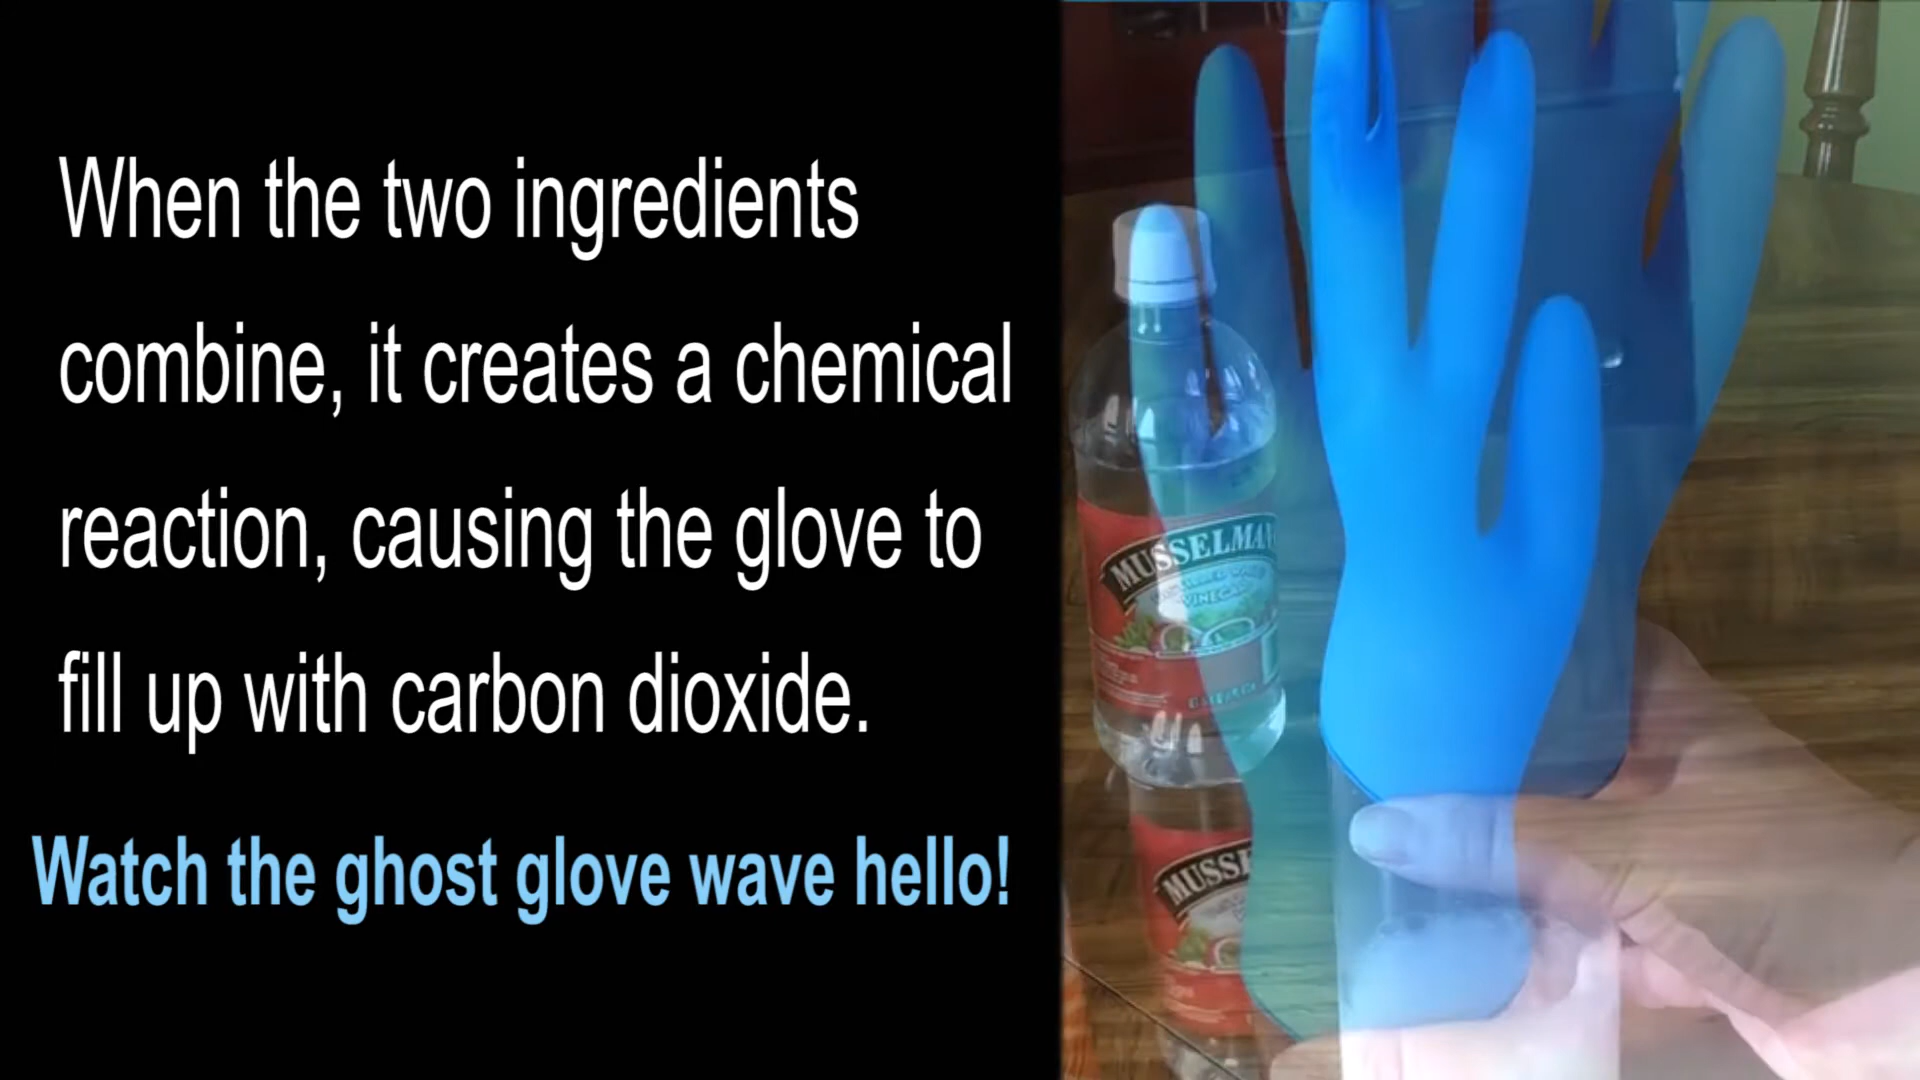 When the two ingredients
combine, it creates a chemical
reaction, causing the glove to
fill up with carbon dioxide.
Watch the ghost glove wave hello!
MUSSELMAN
VINEGAR
MUSSE